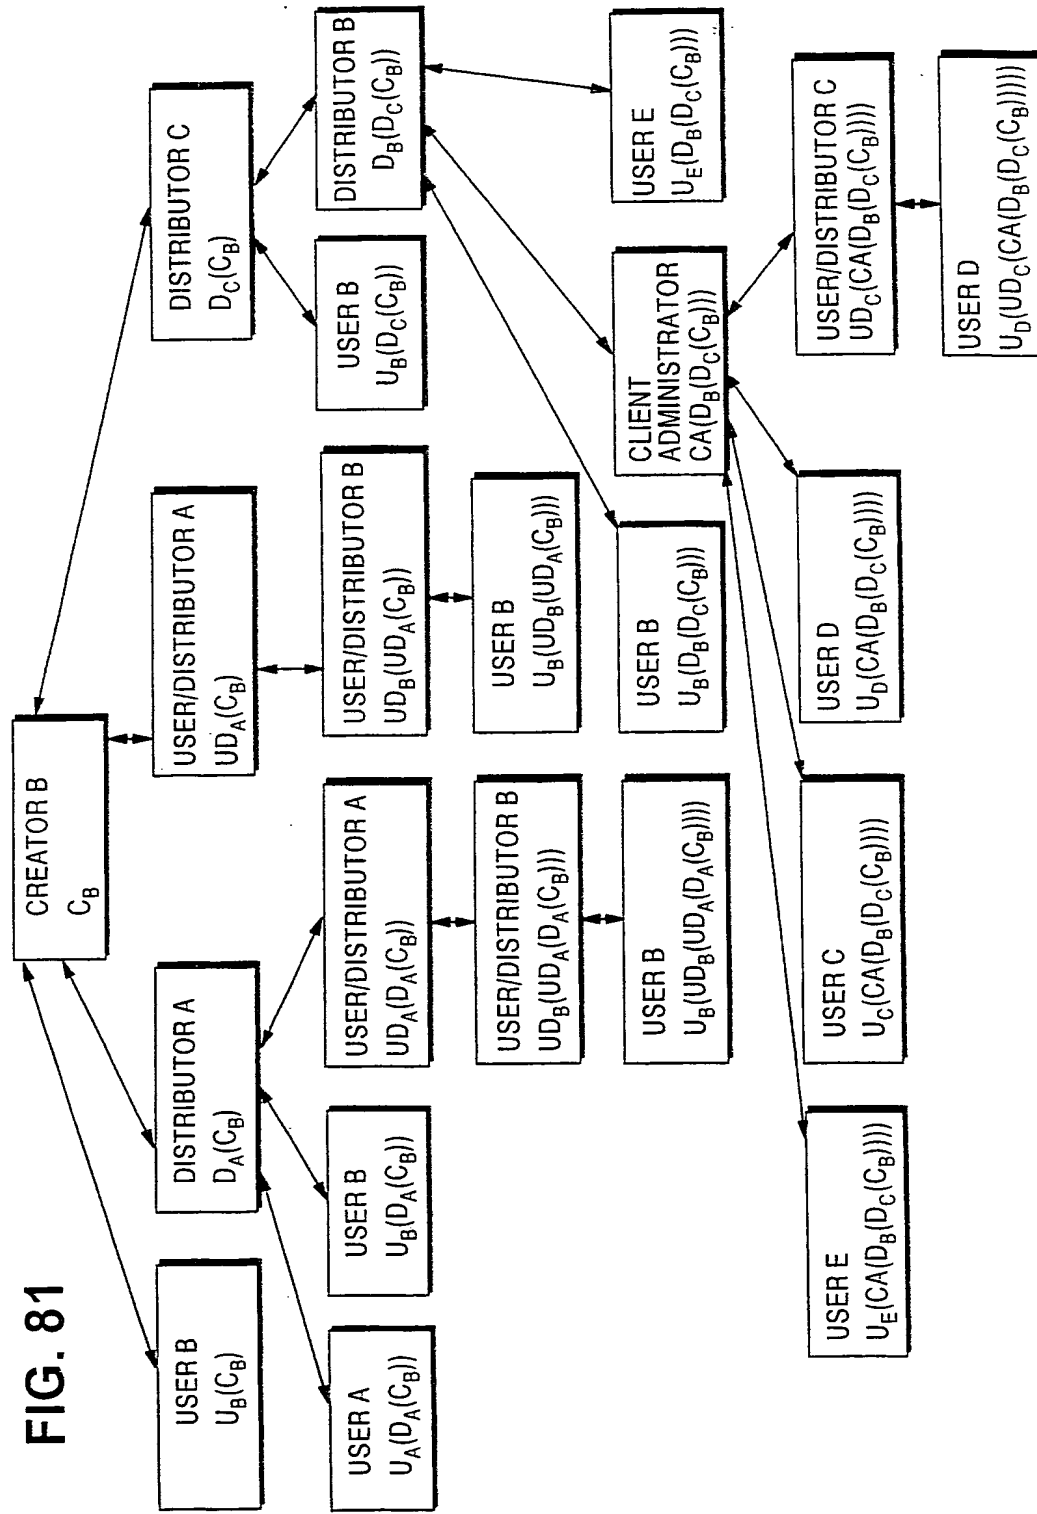 FIG. 81
CREATOR B
C_B
USER B
U_B(C_B)
DISTRIBUTOR A
D_A(C_B)
USER/DISTRIBUTOR A
UD_A(C_B)
DISTRIBUTOR C
D_C(C_B)
USER A
U_A(D_A(C_B))
USER B
U_B(D_A(C_B))
USER/DISTRIBUTOR A
UD_A(D_A(C_B))
USER/DISTRIBUTOR B
UD_B(UD_A(C_B))
USER B
U_B(D_C(C_B))
DISTRIBUTOR B
D_B(D_C(C_B))
USER/DISTRIBUTOR B
UD_B(UD_A(D_A(C_B)))
USER B
U_B(UD_B(UD_A(C_B)))
USER B
U_B(UD_B(UD_A(D_A(C_B))))
USER B
U_B(D_B(D_C(C_B)))
CLIENT
ADMINISTRATOR
CA(D_B(D_C(C_B)))
USER E
U_E(D_B(D_C(C_B)))
USER E
U_E(CA(D_B(D_C(C_B))))
USER C
U_C(CA(D_B(D_C(C_B))))
USER D
U_D(CA(D_B(D_C(C_B))))
USER/DISTRIBUTOR C
UD_C(CA(D_B(D_C(C_B))))
USER D
U_D(UD_C(CA(D_B(D_C(C_B)))))